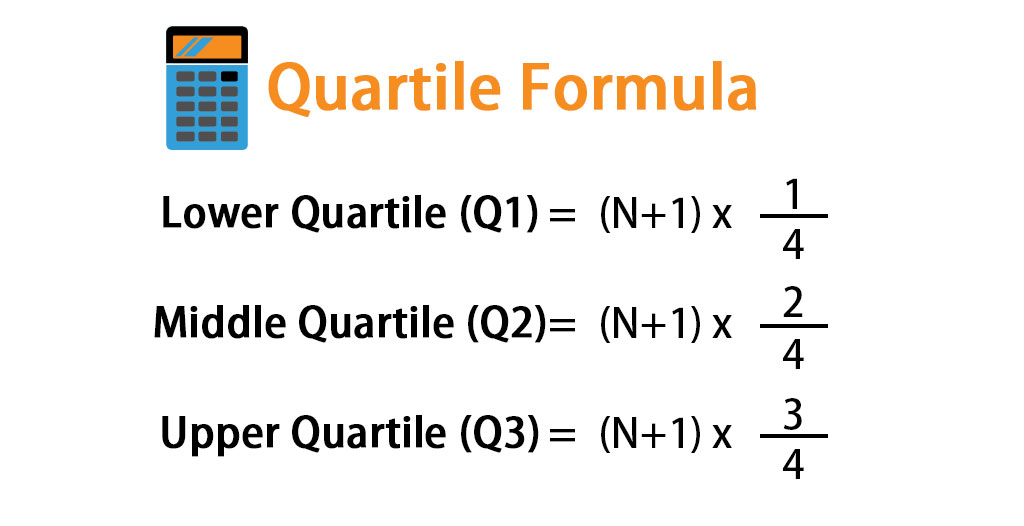 Quartile Formula
Lower Quartile (Q1) = (N+1) x 1/4
Middle Quartile (Q2)= (N+1) x 2/4
Upper Quartile (Q3) = (N+1) x 3/4